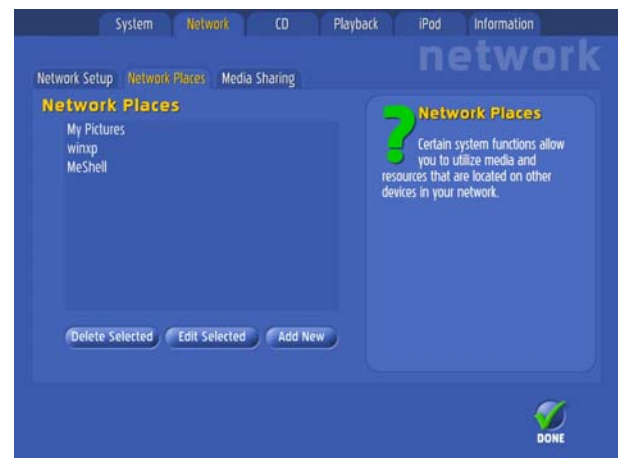 System Network CD Playback iPod Information
network
Network Setup Network Places Media Sharing
Network Places
My Pictures
winxp
MeShell
Delete Selected Edit Selected Add New
Network Places
Certain system functions allow
you to utilize media and
resources that are located on other
devices in your network.
DONE